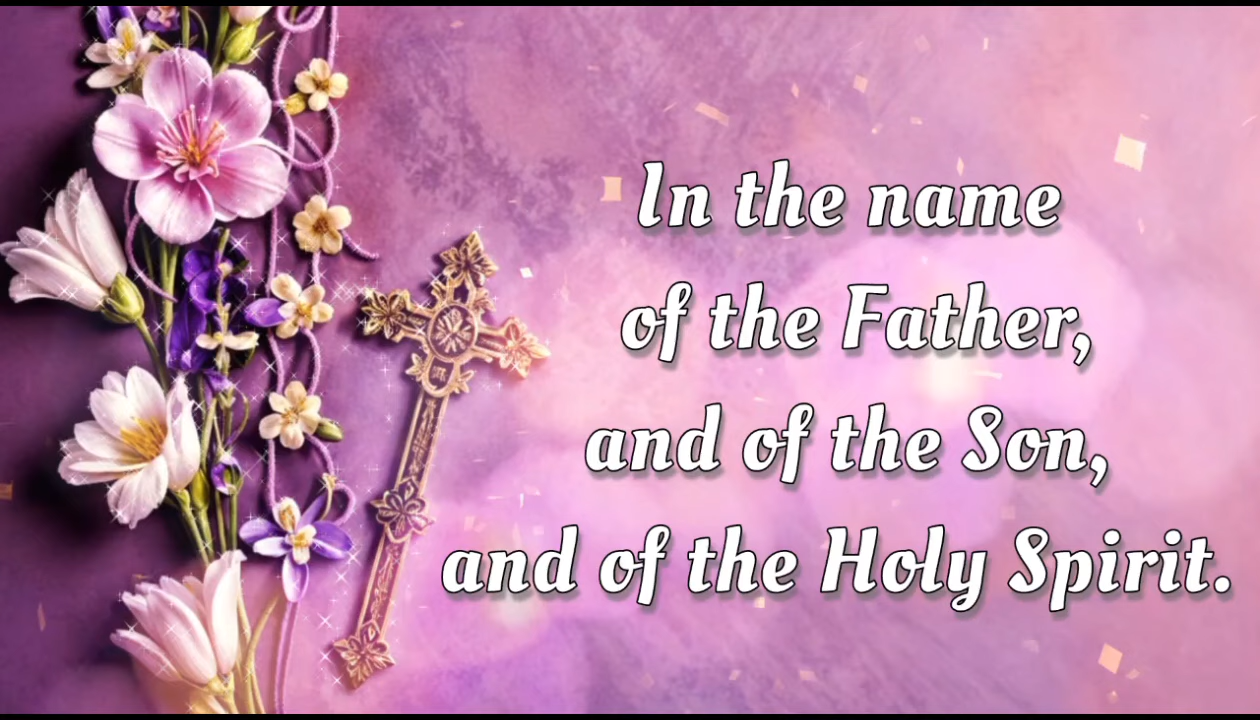 In the name
of the Father,
and of the Son,
and of the Holy Spirit.